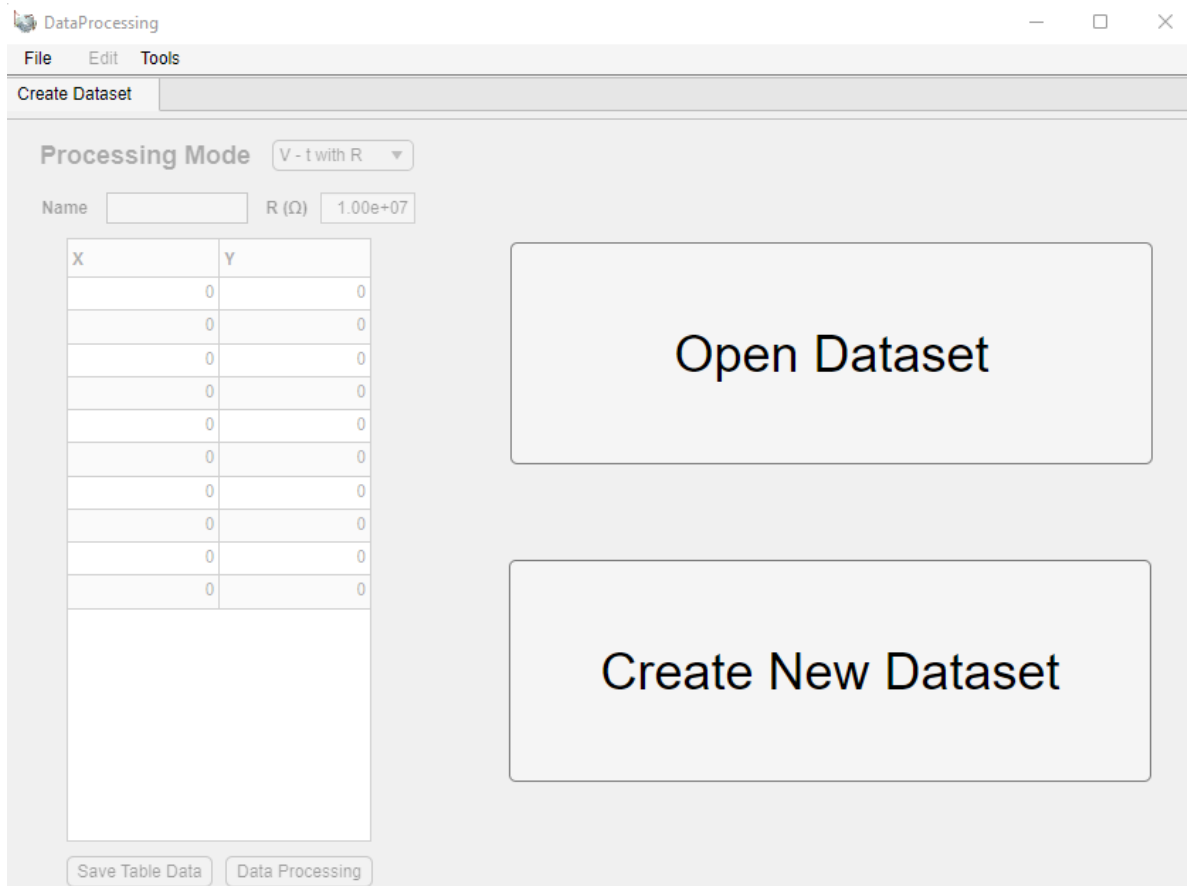 DataProcessing
File Edit Tools
Create Dataset
Processing Mode V - t with R
Name R (Ω) 1.00e+07
X Y
0 0
0 0
0 0
0 0
0 0
0 0
0 0
0 0
0 0
0 0
Open Dataset
Create New Dataset
Save Table Data Data Processing